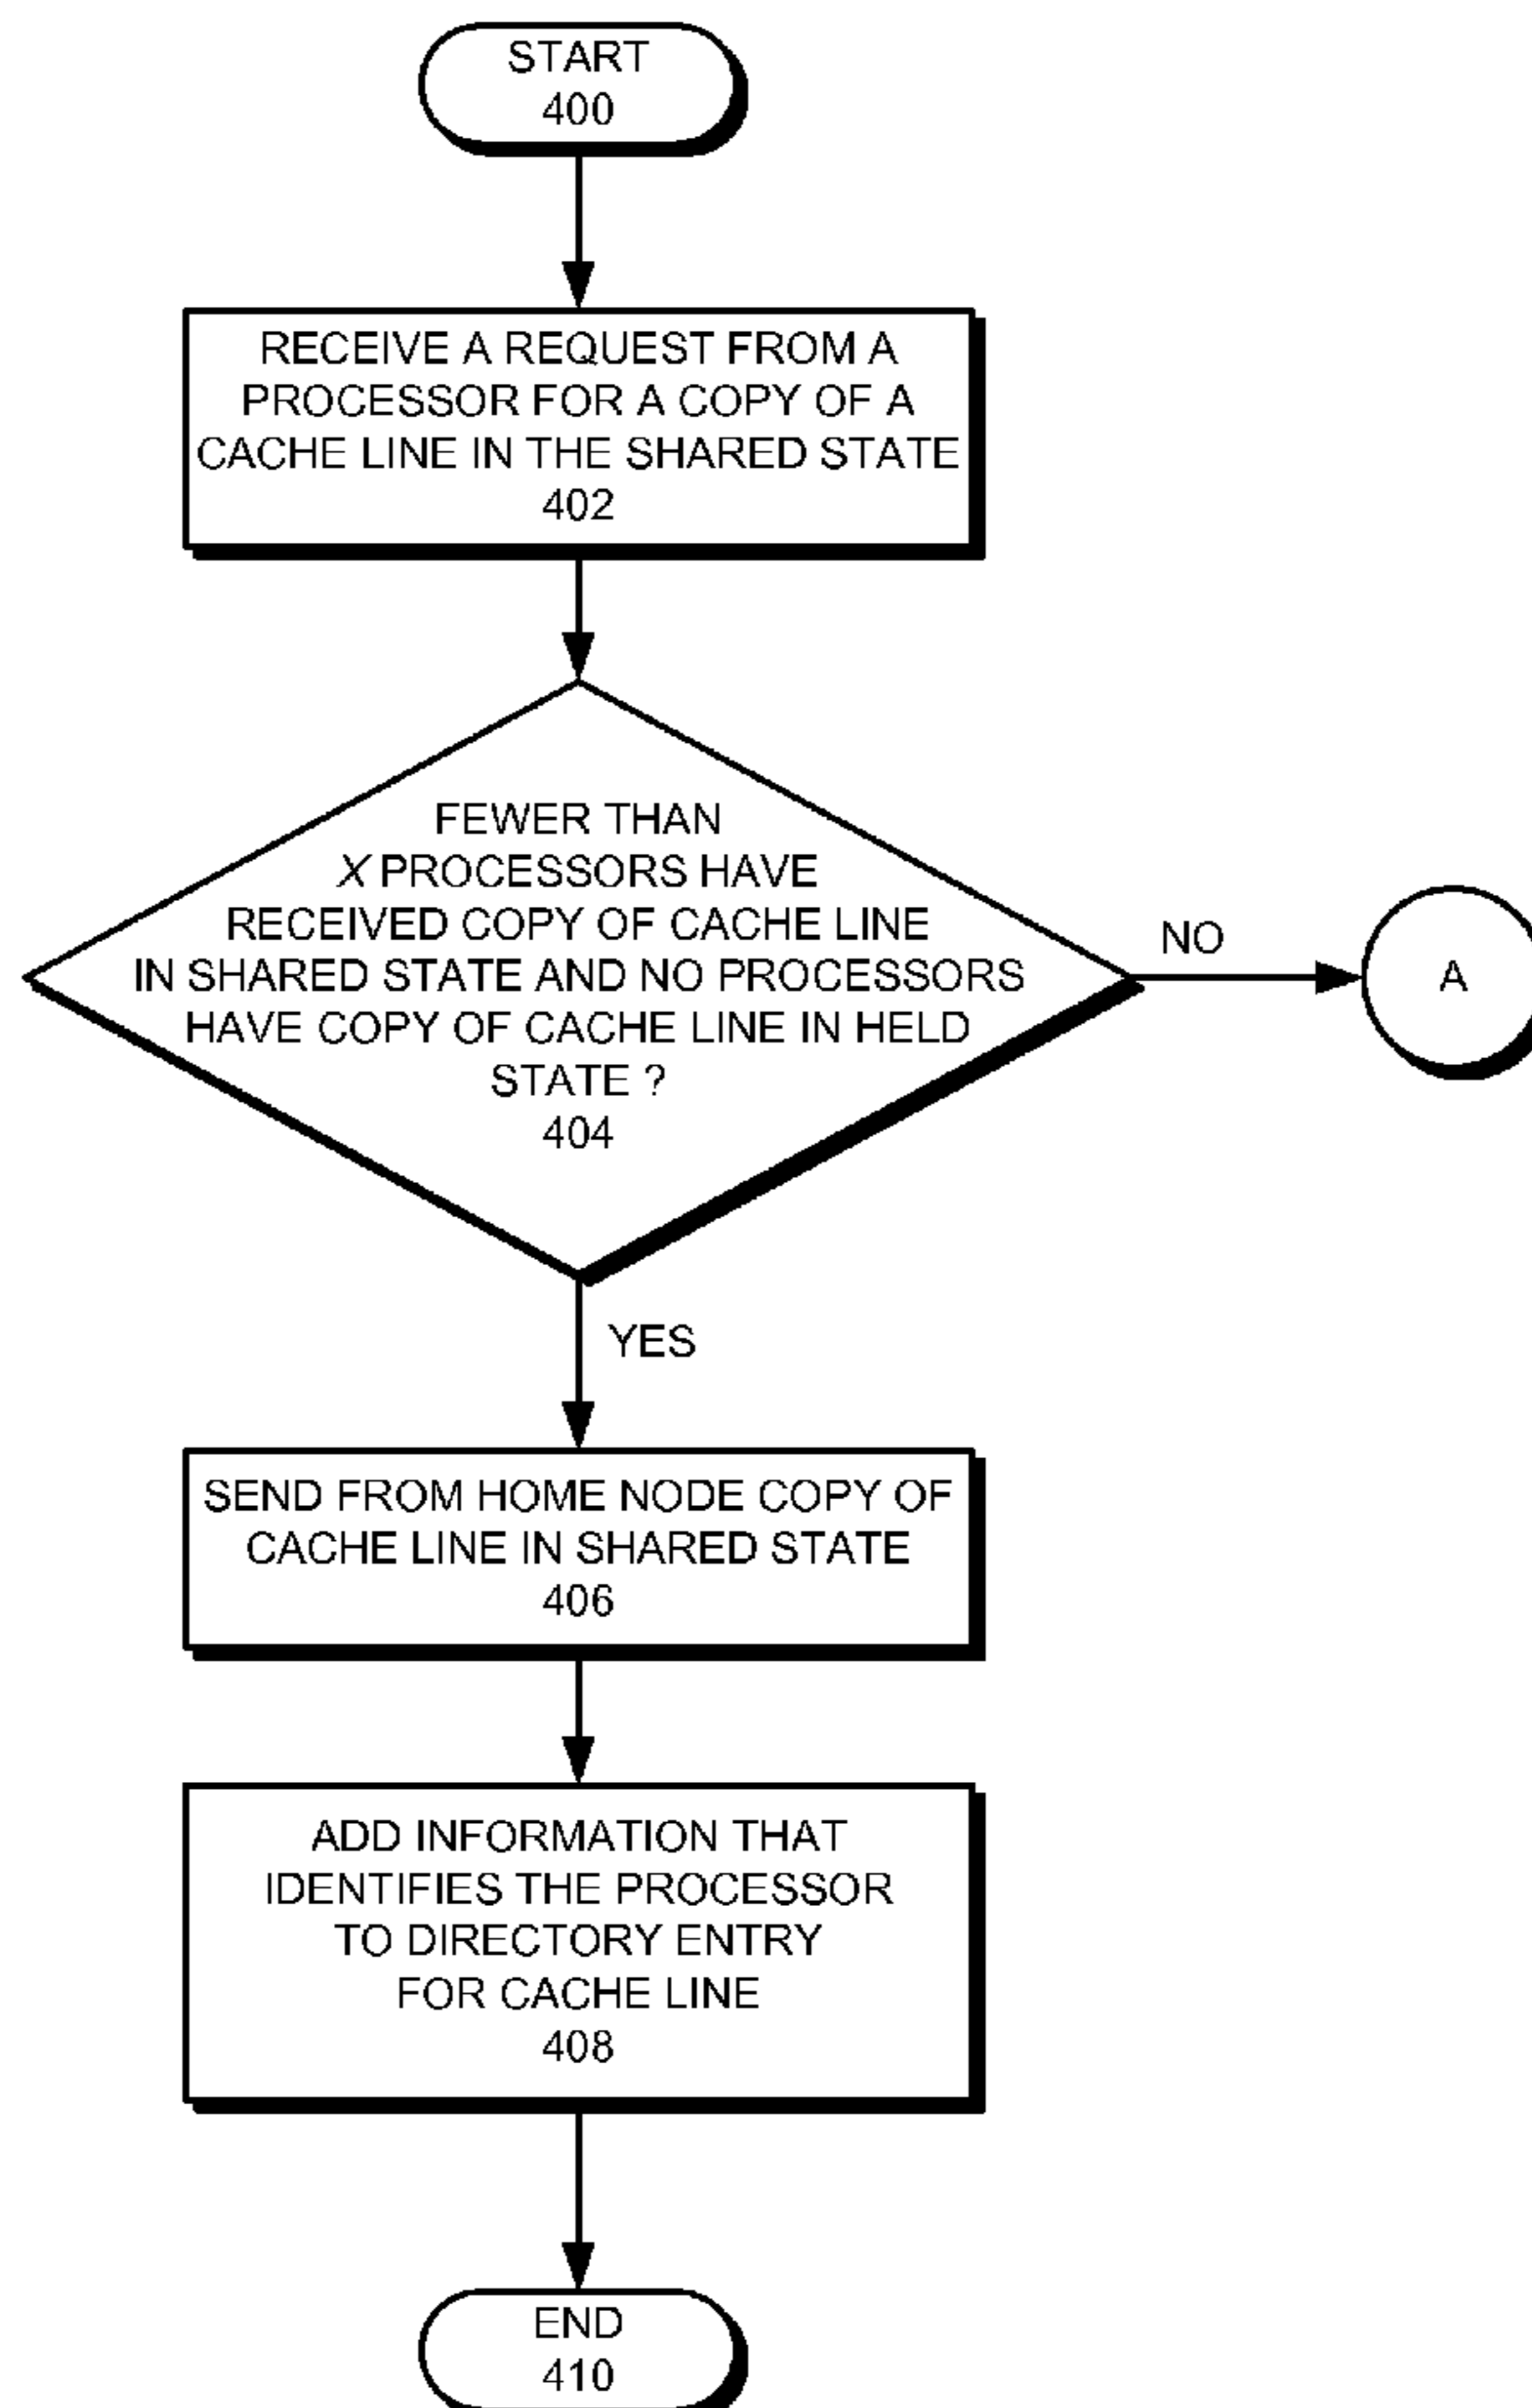 START
400
RECEIVE A REQUEST FROM A
PROCESSOR FOR A COPY OF A
CACHE LINE IN THE SHARED STATE
402
FEWER THAN
X PROCESSORS HAVE
RECEIVED COPY OF CACHE LINE
IN SHARED STATE AND NO PROCESSORS
HAVE COPY OF CACHE LINE IN HELD
STATE ?
404
NO
A
YES
SEND FROM HOME NODE COPY OF
CACHE LINE IN SHARED STATE
406
ADD INFORMATION THAT
IDENTIFIES THE PROCESSOR
TO DIRECTORY ENTRY
FOR CACHE LINE
408
END
410